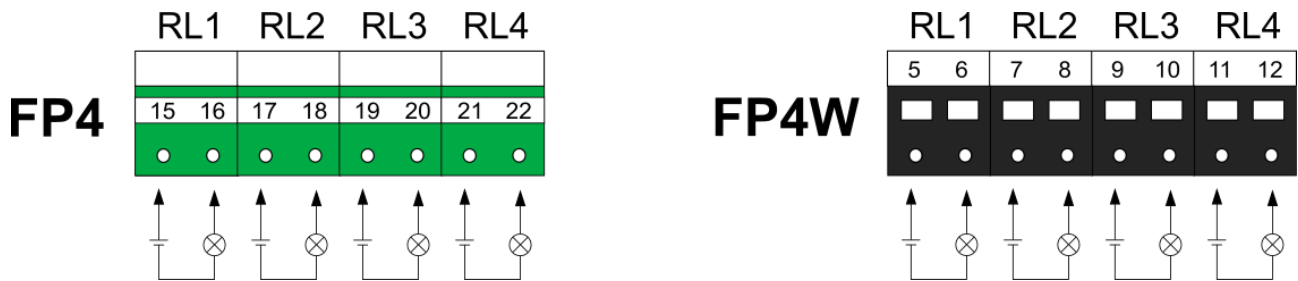 RL1 RL2 RL3 RL4
FP4
15 16 17 18 19 20 21 22
RL1 RL2 RL3 RL4
5 6 7 8 9 10 11 12
FP4W